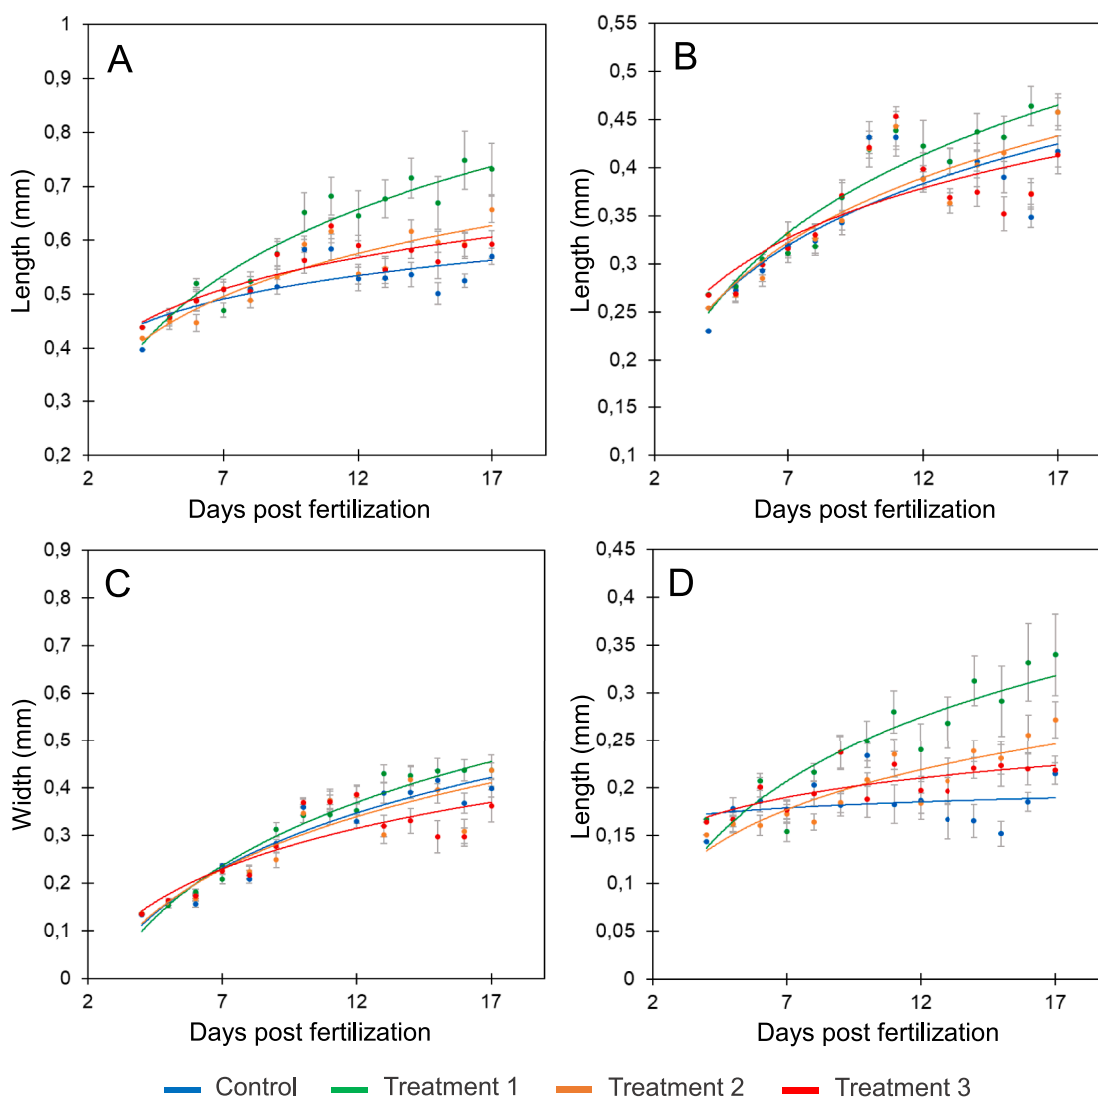 A
Length (mm)
1
0,9
0,8
0,7
0,6
0,5
0,4
0,3
0,2
2 7 12 17
Days post fertilization
B
Length (mm)
0,55
0,5
0,45
0,4
0,35
0,3
0,25
0,2
0,15
0,1
2 7 12 17
Days post fertilization
C
Width (mm)
0,9
0,8
0,7
0,6
0,5
0,4
0,3
0,2
0,1
0
2 7 12 17
Days post fertilization
D
Length (mm)
0,45
0,4
0,35
0,3
0,25
0,2
0,15
0,1
0,05
0
2 7 12 17
Days post fertilization
Control Treatment 1 Treatment 2 Treatment 3